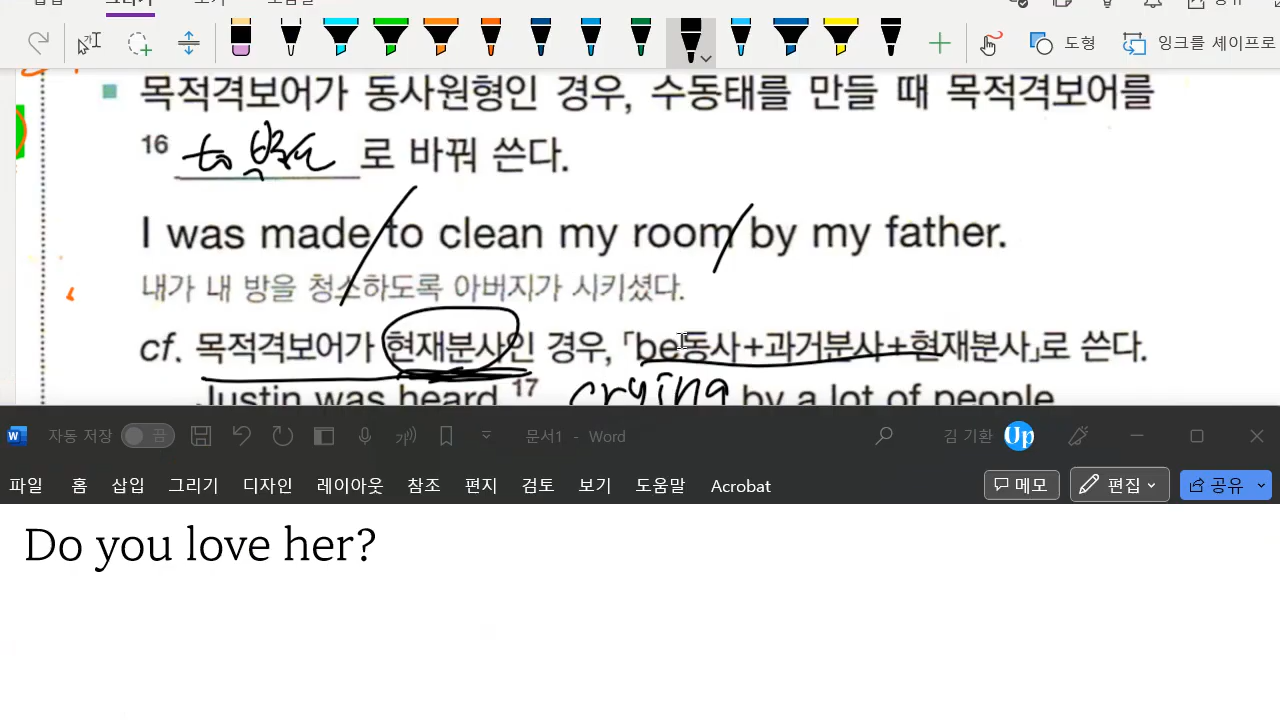 목적격보어가 동사원형인 경우, 수동태를 만들 때 목적격보어를
16 to 부정사 로 바꿔 쓴다.
I was made to clean my room by my father.
내가 내 방을 청소하도록 아버지가 시키셨다.
cf. 목적격보어가 현재분사인 경우, 「be동사+과거분사+현재분사」로 쓴다.
Justin was heard 17 crying by a lot of people
자동 저장 끔 문서1 - Word 김 기환 Up
파일 홈 삽입 그리기 디자인 레이아웃 참조 편지 검토 보기 도움말 Acrobat 메모 편집 공유
Do you love her?
도형 잉크를 셰이프로